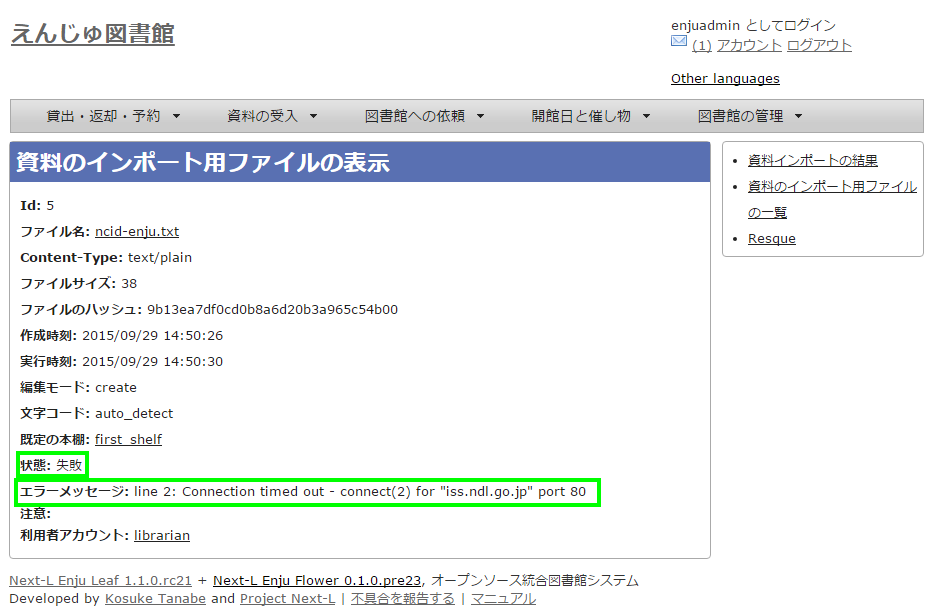 えんじゅ図書館
enjuadmin としてログイン
(1) アカウント ログアウト
Other languages
貸出・返却・予約 ▼ 資料の受入 ▼ 図書館への依頼 ▼ 開館日と催し物 ▼ 図書館の管理 ▼
資料のインポート用ファイルの表示
Id: 5
ファイル名: ncid-enju.txt
Content-Type: text/plain
ファイルサイズ: 38
ファイルのハッシュ: 9b13ea7df0cd0b8a6d20b3a965c54b00
作成時刻: 2015/09/29 14:50:26
実行時刻: 2015/09/29 14:50:30
編集モード: create
文字コード: auto_detect
既定の本棚: first_shelf
状態: 失敗
エラーメッセージ: line 2: Connection timed out - connect(2) for "iss.ndl.go.jp" port 80
注意:
利用者アカウント: librarian
• 資料インポートの結果
• 資料のインポート用ファイル
の一覧
• Resque
Next-L Enju Leaf 1.1.0.rc21 + Next-L Enju Flower 0.1.0.pre23, オープンソース統合図書館システム
Developed by Kosuke Tanabe and Project Next-L | 不具合を報告する | マニュアル